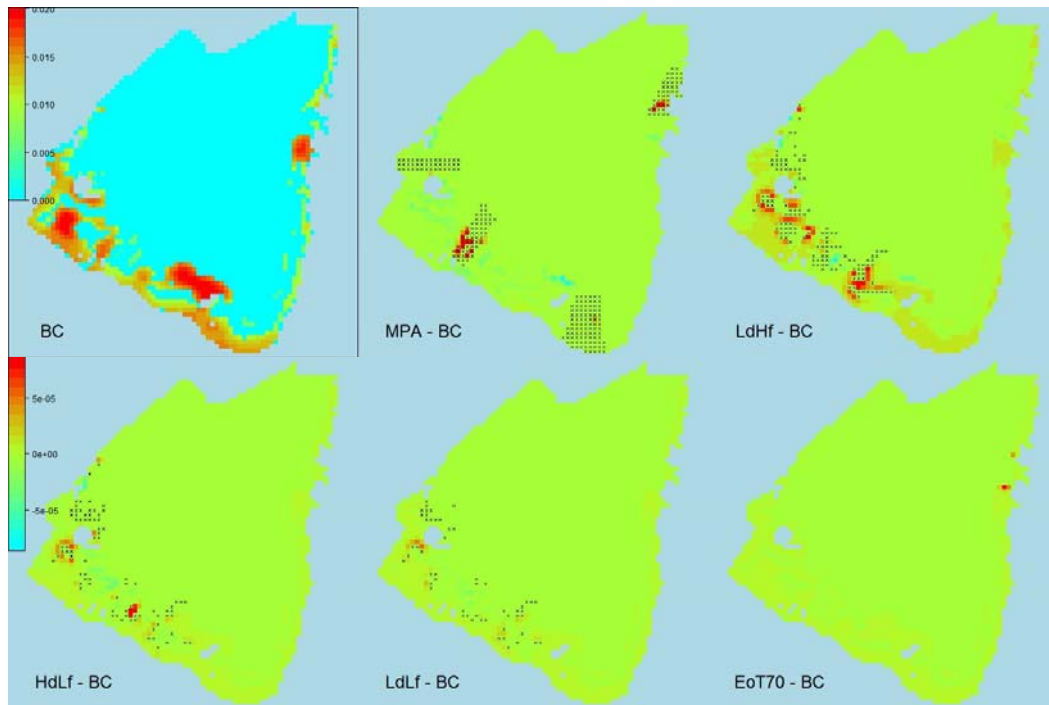 0.020
0.015
0.010
0.005
0.000
BC
MPA - BC
LdHf - BC
5e-05
0e+00
-5e-05
HdLf - BC
LdLf - BC
EoT70 - BC